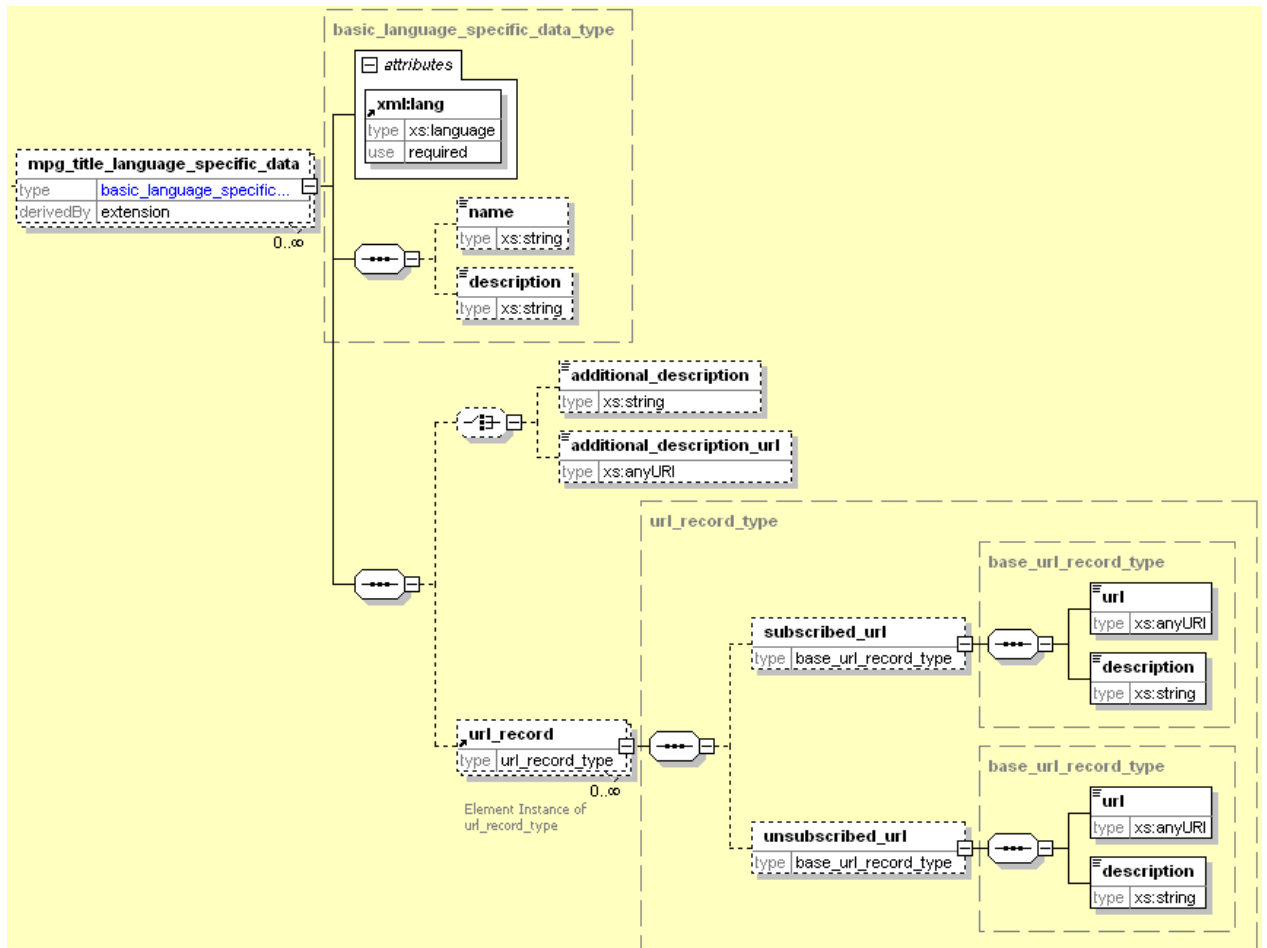 basic_language_specific_data_type
attributes
xml:lang
type xs:language
use required
mpg_title_language_specific_data
type basic_language_specific...
derivedBy extension
0..∞
name
type xs:string
description
type xs:string
additional_description
type xs:string
additional_description_url
type xs:anyURI
url_record_type
base_url_record_type
url
type xs:anyURI
subscribed_url
type base_url_record_type
description
type xs:string
url_record
type url_record_type
0..∞
Element Instance of
url_record_type
base_url_record_type
url
type xs:anyURI
unsubscribed_url
type base_url_record_type
description
type xs:string